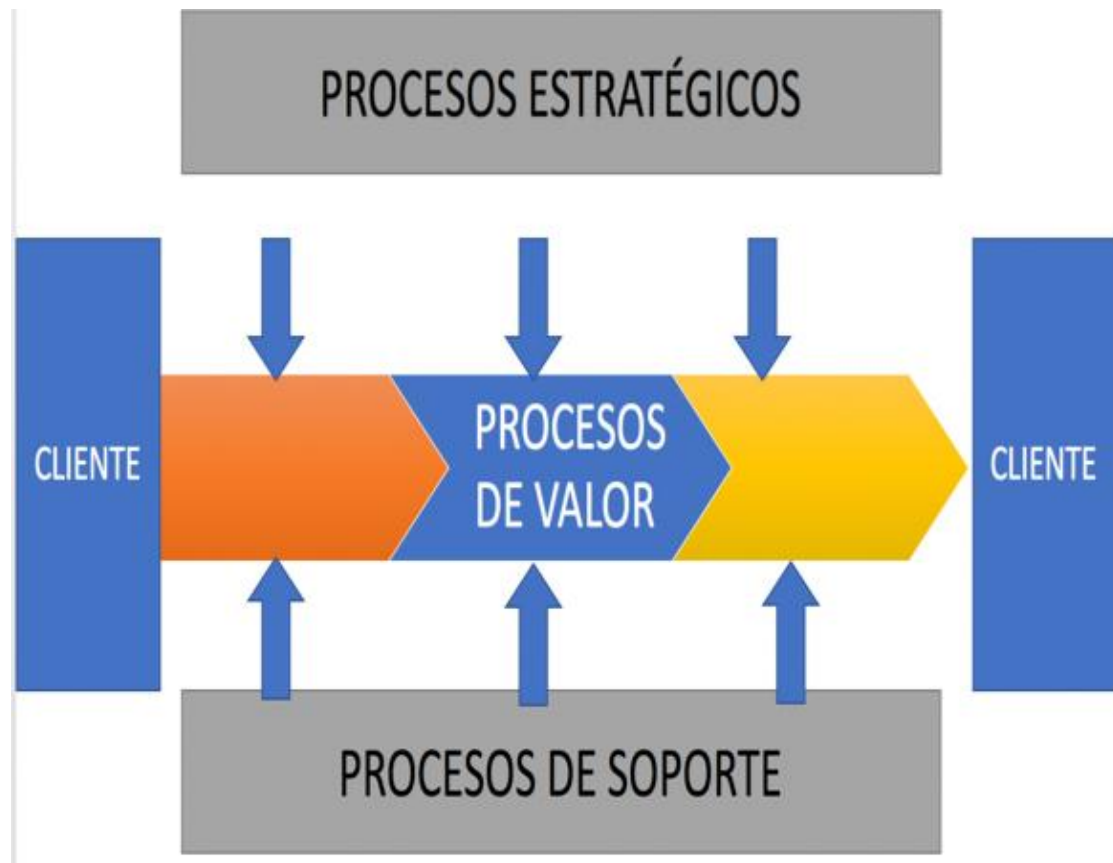 PROCESOS ESTRATÉGICOS
CLIENTE
PROCESOS
DE VALOR
CLIENTE
PROCESOS DE SOPORTE